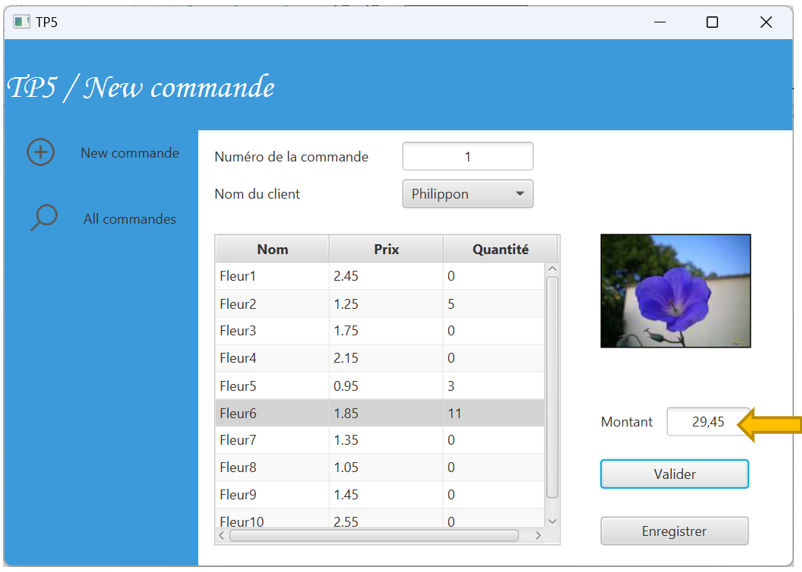 TP5
TP5 / New commande
New commande
All commandes
Numéro de la commande 1
Nom du client Philippon
Nom Prix Quantité
Fleur1 2.45 0
Fleur2 1.25 5
Fleur3 1.75 0
Fleur4 2.15 0
Fleur5 0.95 3
Fleur6 1.85 11
Fleur7 1.35 0
Fleur8 1.05 0
Fleur9 1.45 0
Fleur10 2.55 0
Montant 29,45
Valider
Enregistrer